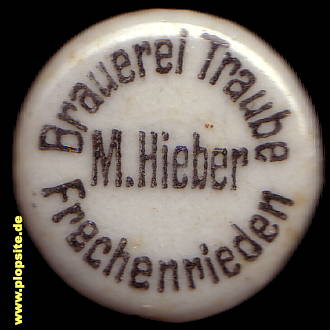 Brauerei Traube
M.Hieber
Frechenrieden
www.plopsite.de